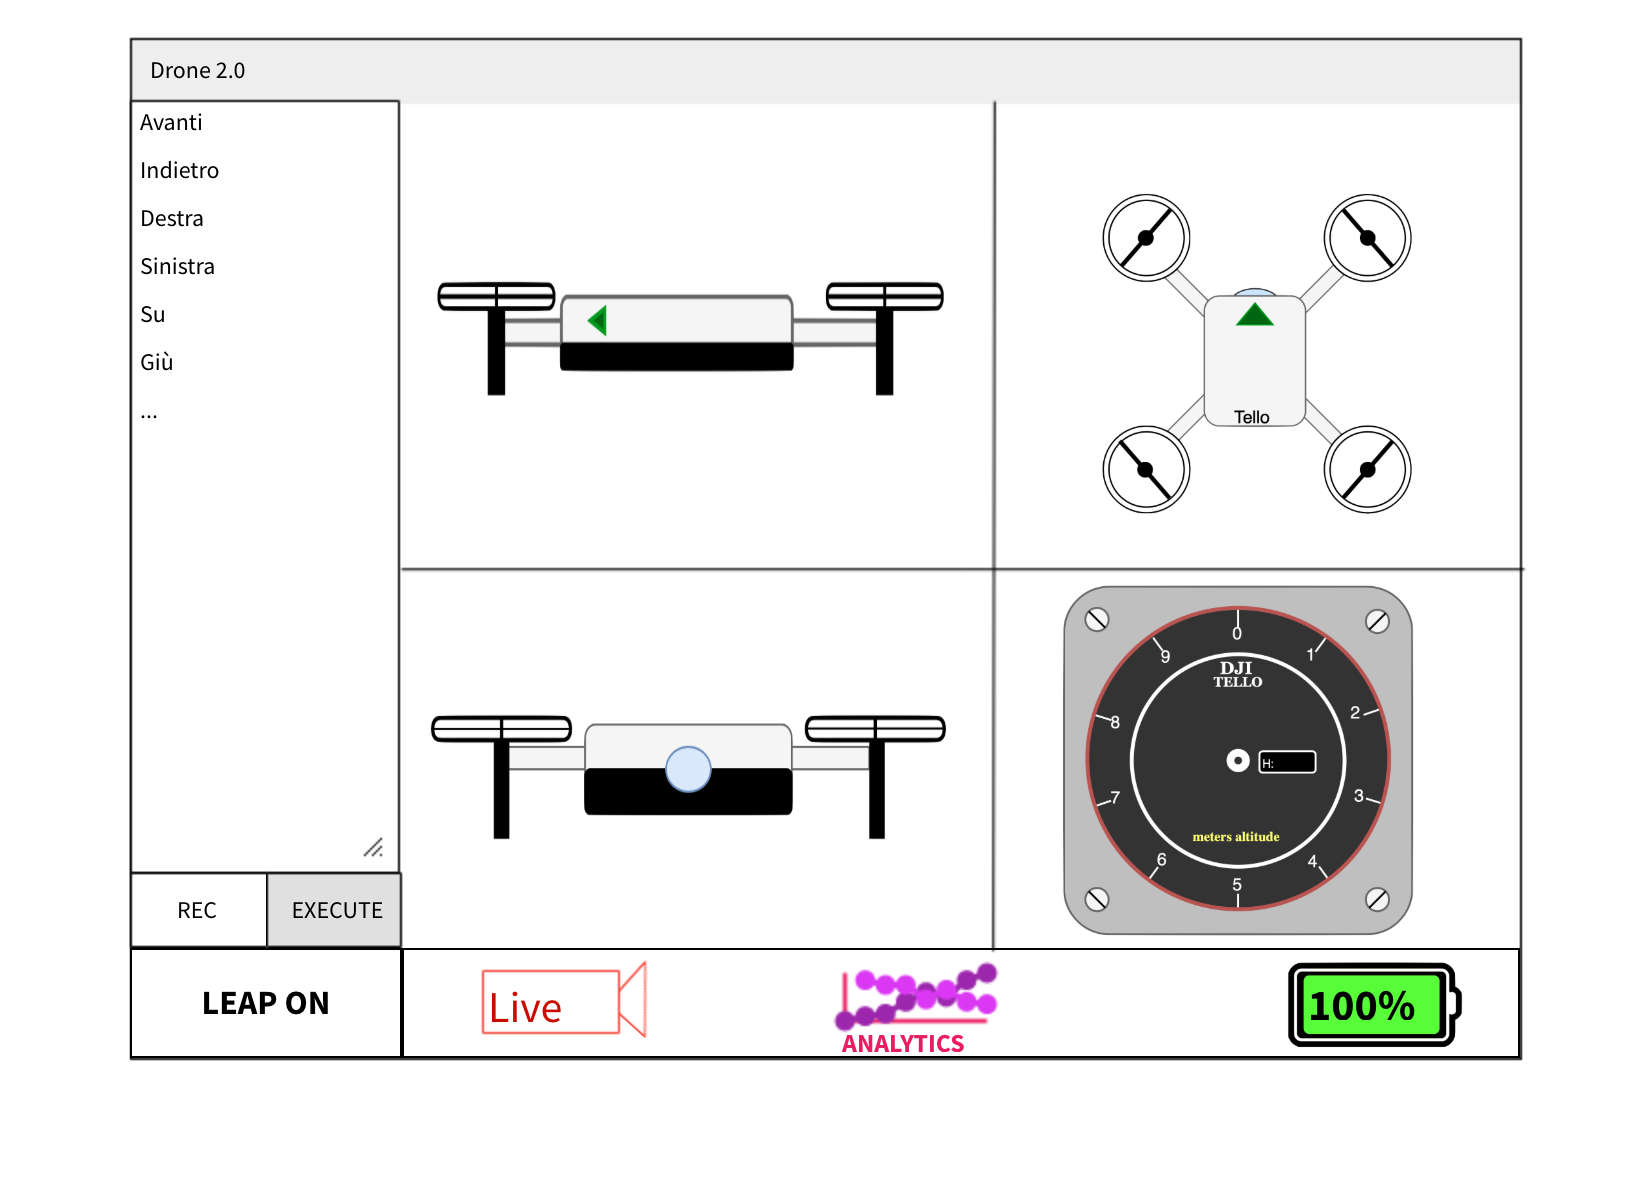 Drone 2.0
Avanti
Indietro
Destra
Sinistra
Su
Giù
...
Tello
0
1
2
3
4
5
6
7
8
9
DJI
TELLO
H:
meters altitude
REC
EXECUTE
LEAP ON
Live
ANALYTICS
100%